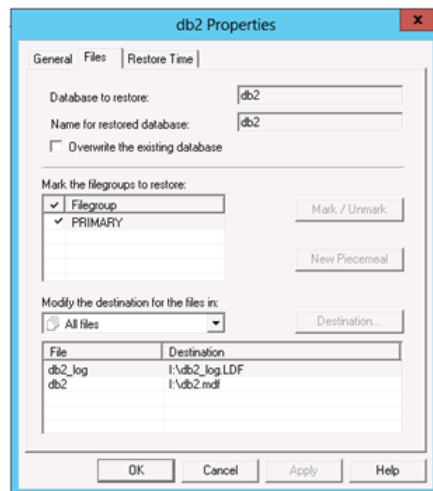 db2 Properties
x
General Files Restore Time
Database to restore: db2
Name for restored database: db2
Overwrite the existing database
Mark the filegroups to restore:
Filegroup
PRIMARY
Mark / Unmark
New Piecemeal
Modify the destination for the files in:
All files
Destination...
File Destination
db2_log I:\db2_log.LDF
db2 I:\db2.mdf
OK Cancel Apply Help